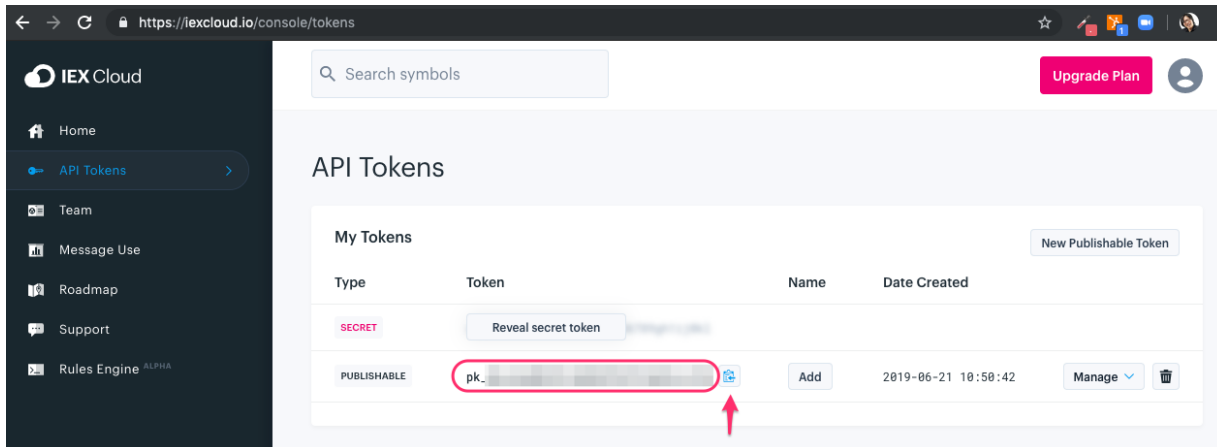 https://iexcloud.io/console/tokens
IEX Cloud
Search symbols
Upgrade Plan
Home
API Tokens
Team
Message Use
Roadmap
Support
Rules Engine ALPHA
API Tokens
My Tokens
New Publishable Token
Type Token Name Date Created
SECRET Reveal secret token
PUBLISHABLE pk_ Add 2019-06-21 10:50:42 Manage